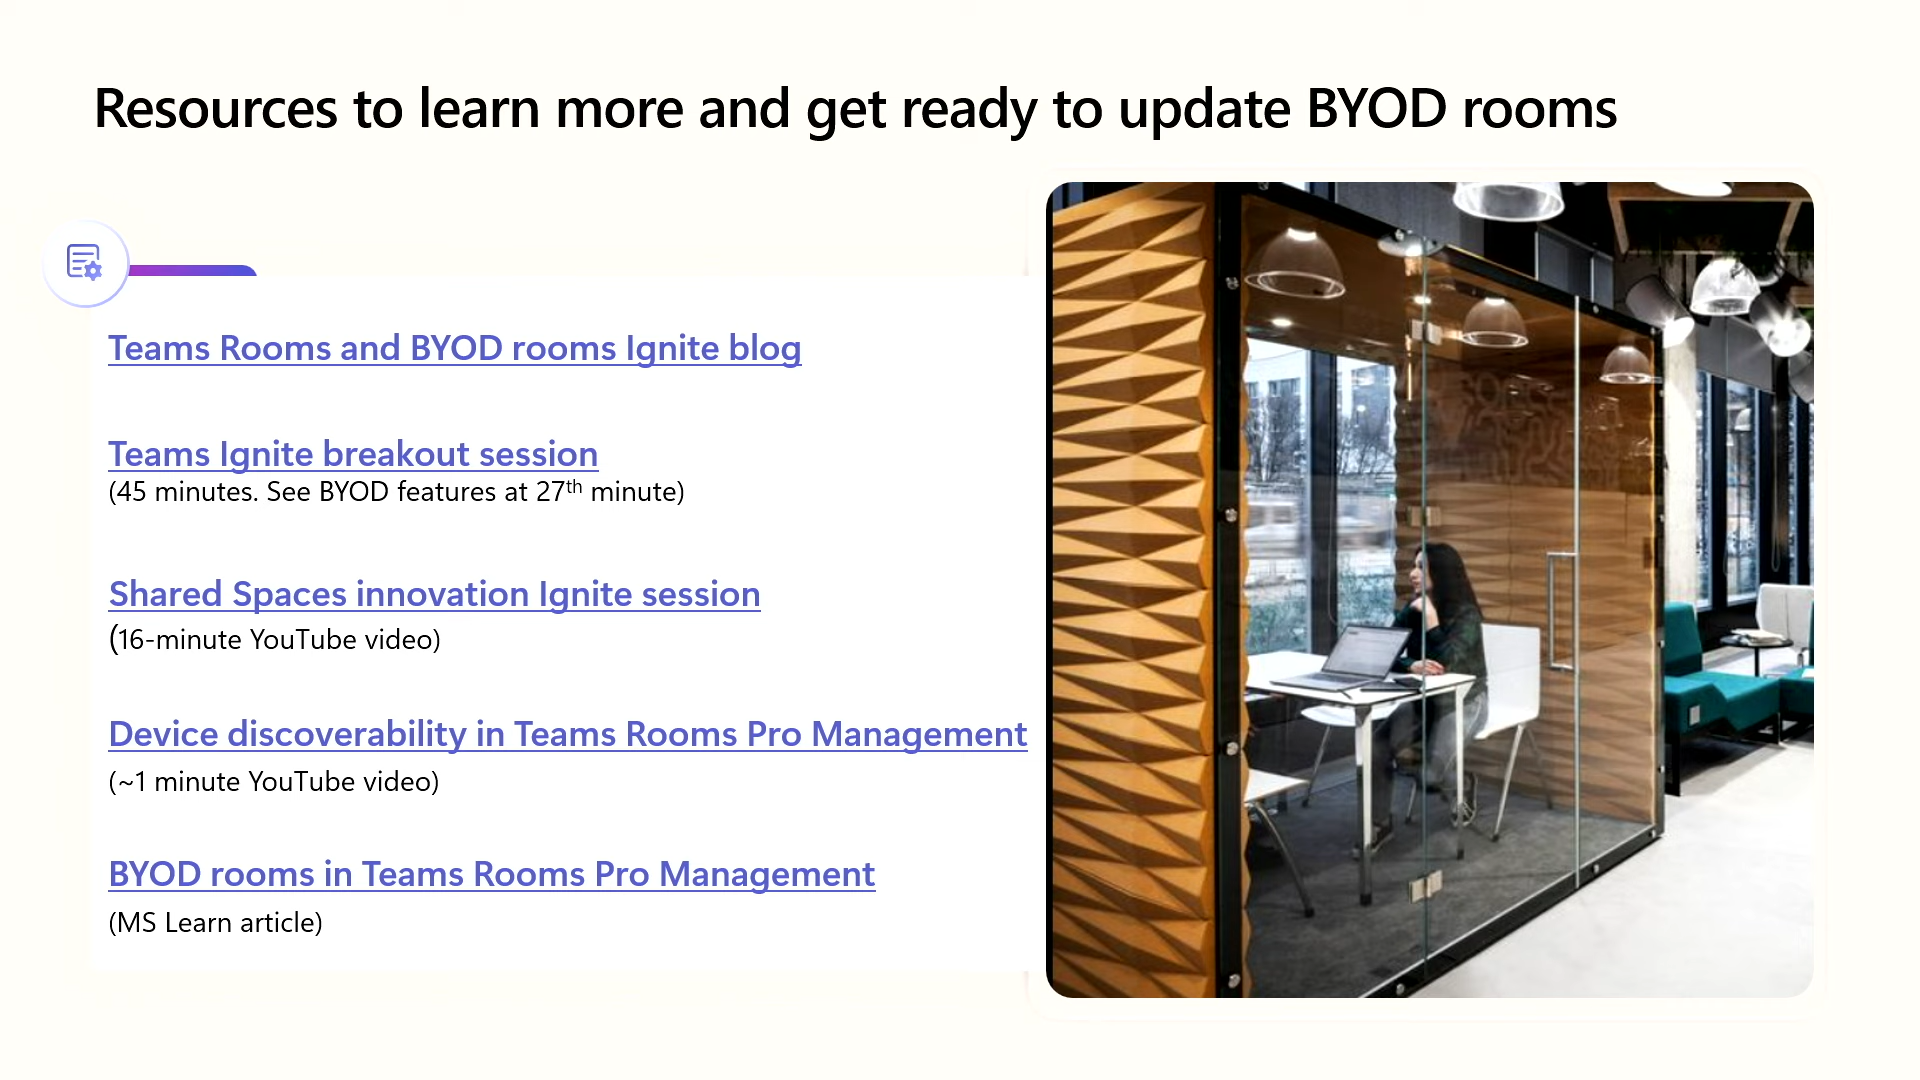 Resources to learn more and get ready to update BYOD rooms
Teams Rooms and BYOD rooms Ignite blog
Teams Ignite breakout session
(45 minutes. See BYOD features at 27th minute)
Shared Spaces innovation Ignite session
(16-minute YouTube video)
Device discoverability in Teams Rooms Pro Management
(~1 minute YouTube video)
BYOD rooms in Teams Rooms Pro Management
(MS Learn article)